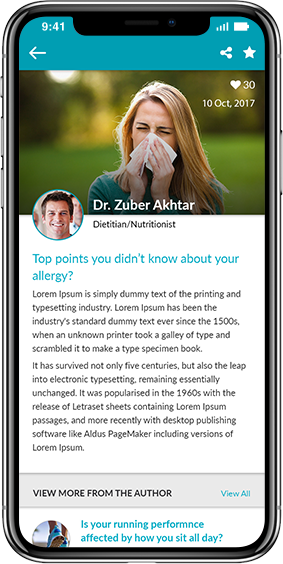 9:41
30
10 Oct, 2017
Dr. Zuber Akhtar
Dietitian/Nutritionist
Top points you didn't know about your
allergy?
Lorem Ipsum is simply dummy text of the printing and
typesetting industry. Lorem Ipsum has been the
industry's standard dummy text ever since the 1500s,
when an unknown printer took a galley of type and
scrambled it to make a type specimen book.
It has survived not only five centuries, but also the leap
into electronic typesetting, remaining essentially
unchanged. It was popularised in the 1960s with the
release of Letraset sheets containing Lorem Ipsum
passages, and more recently with desktop publishing
software like Aldus PageMaker including versions of
Lorem Ipsum.
VIEW MORE FROM THE AUTHOR View All
Is your running performnce
affected by how you sit all day?